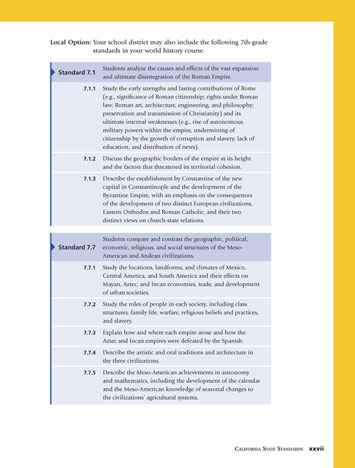 Local Option: Your school district may also include the following 7th-grade
standards in your world history course.
Standard 7.1
Students analyze the causes and effects of the vast expansion
and ultimate disintegration of the Roman Empire.
7.1.1 Study the early strengths and lasting contributions of Rome
(e.g., significance of Roman citizenship; rights under Roman
law; Roman art, architecture, engineering, and philosophy;
preservation and transmission of Christianity) and its
ultimate internal weaknesses (e.g., rise of autonomous
military powers within the empire, undermining of
citizenship by the growth of corruption and slavery, lack of
education, and distribution of news).
7.1.2 Discuss the geographic borders of the empire at its height
and the factors that threatened its territorial cohesion.
7.1.3 Describe the establishment by Constantine of the new
capital in Constantinople and the development of the
Byzantine Empire, with an emphasis on the consequences
of the development of two distinct European civilizations,
Eastern Orthodox and Roman Catholic, and their two
distinct views on church-state relations.
Standard 7.7
Students compare and contrast the geographic, political,
economic, religious, and social structures of the Meso-
American and Andean civilizations.
7.7.1 Study the locations, landforms, and climates of Mexico,
Central America, and South America and their effects on
Mayan, Aztec, and Incan economies, trade, and development
of urban societies.
7.7.2 Study the roles of people in each society, including class
structures, family life, warfare, religious beliefs and practices,
and slavery.
7.7.3 Explain how and where each empire arose and how the
Aztec and Incan empires were defeated by the Spanish.
7.7.4 Describe the artistic and oral traditions and architecture in
the three civilizations.
7.7.5 Describe the Meso-American achievements in astronomy
and mathematics, including the development of the calendar
and the Meso-American knowledge of seasonal changes to
the civilizations' agricultural systems.
California State Standards xxvii